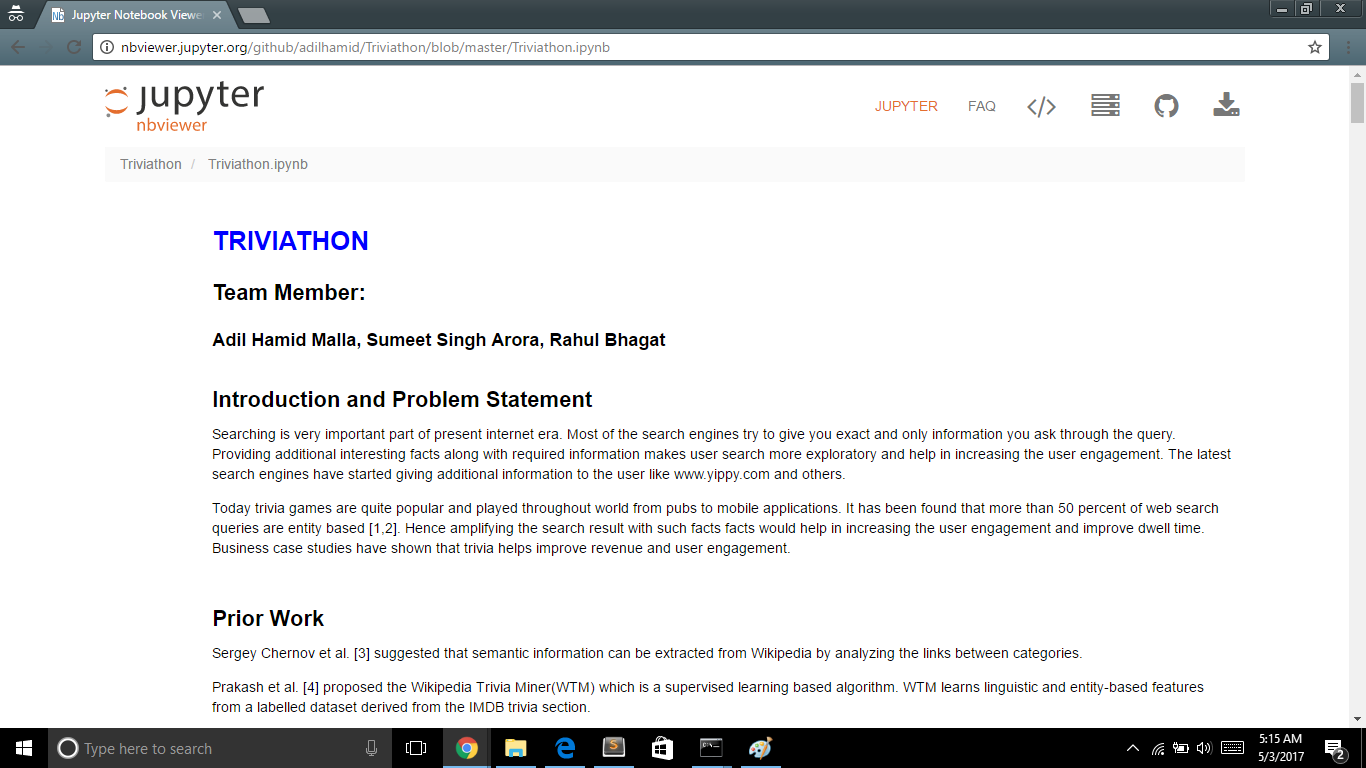 Jupyter Notebook Viewe
nbviewer.jupyter.org/github/adilhamid/Triviathon/blob/master/Triviathon.ipynb
jupyter
nbviewer
JUPYTER
FAQ
</>
Triviathon / Triviathon.ipynb
TRIVIATHON
Team Member:
Adil Hamid Malla, Sumeet Singh Arora, Rahul Bhagat
Introduction and Problem Statement
Searching is very important part of present internet era. Most of the search engines try to give you exact and only information you ask through the query.
Providing additional interesting facts along with required information makes user search more exploratory and help in increasing the user engagement. The latest
search engines have started giving additional information to the user like www.yippy.com and others.
Today trivia games are quite popular and played throughout world from pubs to mobile applications. It has been found that more than 50 percent of web search
queries are entity based [1,2]. Hence amplifying the search result with such facts facts would help in increasing the user engagement and improve dwell time.
Business case studies have shown that trivia helps improve revenue and user engagement.
Prior Work
Sergey Chernov et al. [3] suggested that semantic information can be extracted from Wikipedia by analyzing the links between categories.
Prakash et al. [4] proposed the Wikipedia Trivia Miner(WTM) which is a supervised learning based algorithm. WTM learns linguistic and entity-based features
from a labelled dataset derived from the IMDB trivia section.
Type here to search
5:15 AM
5/3/2017
2